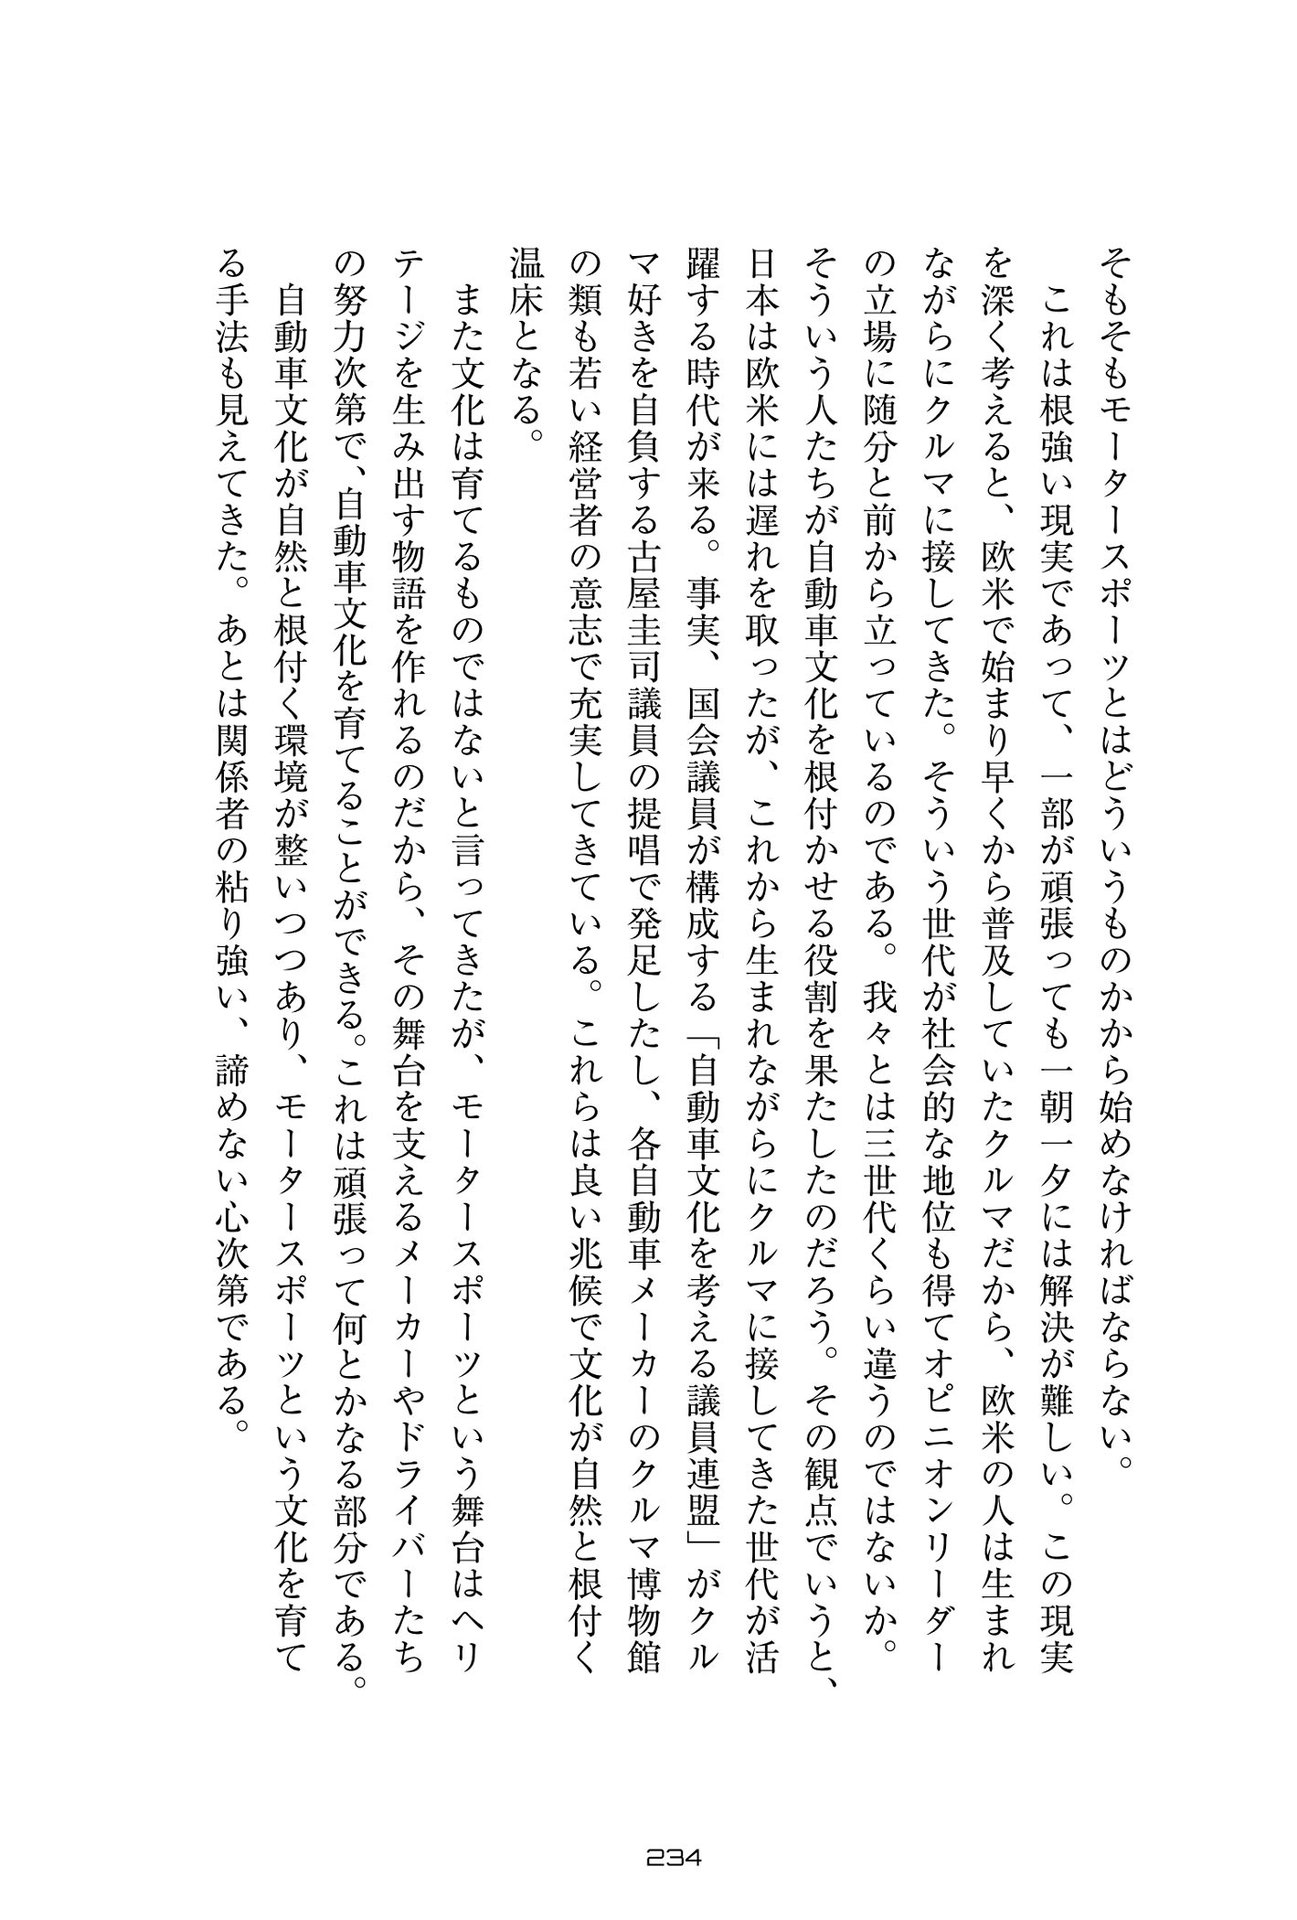 そもそもモータースポーツとはどういうものかから始めなければならない。
　これは根強い現実であって、一部が頑張っても一朝一夕には解決が難しい。この現実
を深く考えると、欧米で始まり早くから普及していたクルマだから、欧米の人は生まれ
ながらにクルマに接してきた。そういう世代が社会的な地位も得てオピニオンリーダー
の立場に随分と前から立っているのである。我々とは三世代くらい違うのではないか。
そういう人たちが自動車文化を根付かせる役割を果たしたのだろう。その観点でいうと、
日本は欧米には遅れを取ったが、これから生まれながらにクルマに接してきた世代が活
躍する時代が来る。事実、国会議員が構成する「自動車文化を考える議員連盟」がクル
マ好きを自負する古屋圭司議員の提唱で発足したし、各自動車メーカーのクルマ博物館
の類も若い経営者の意志で充実してきている。これらは良い兆候で文化が自然と根付く
温床となる。
　また文化は育てるものではないと言ってきたが、モータースポーツという舞台はヘリ
テージを生み出す物語を作れるのだから、その舞台を支えるメーカーやドライバーたち
の努力次第で、自動車文化を育てることができる。これは頑張って何とかなる部分である。
　自動車文化が自然と根付く環境が整いつつあり、モータースポーツという文化を育て
る手法も見えてきた。あとは関係者の粘り強い、諦めない心次第である。
234